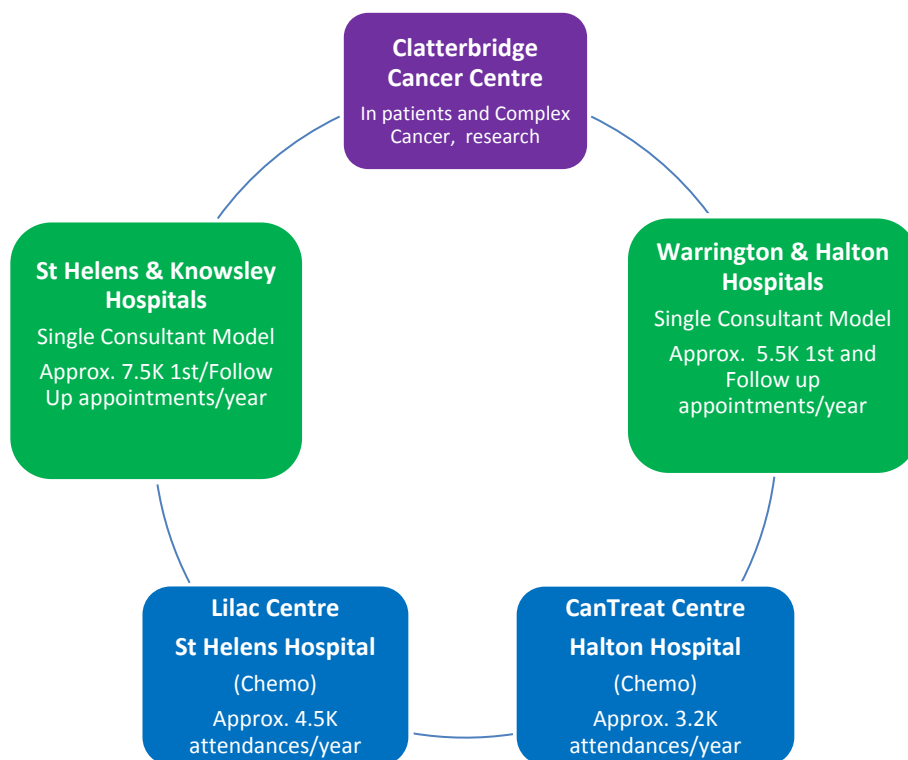 Clatterbridge
Cancer Centre
In patients and Complex
Cancer,  research
St Helens & Knowsley
Hospitals
Single Consultant Model
Approx. 7.5K 1st/Follow
Up appointments/year
Warrington & Halton
Hospitals
Single Consultant Model
Approx.  5.5K 1st and
Follow up
appointments/year
Lilac Centre
St Helens Hospital
(Chemo)
Approx. 4.5K
attendances/year
CanTreat Centre
Halton Hospital
(Chemo)
Approx. 3.2K
attendances/year